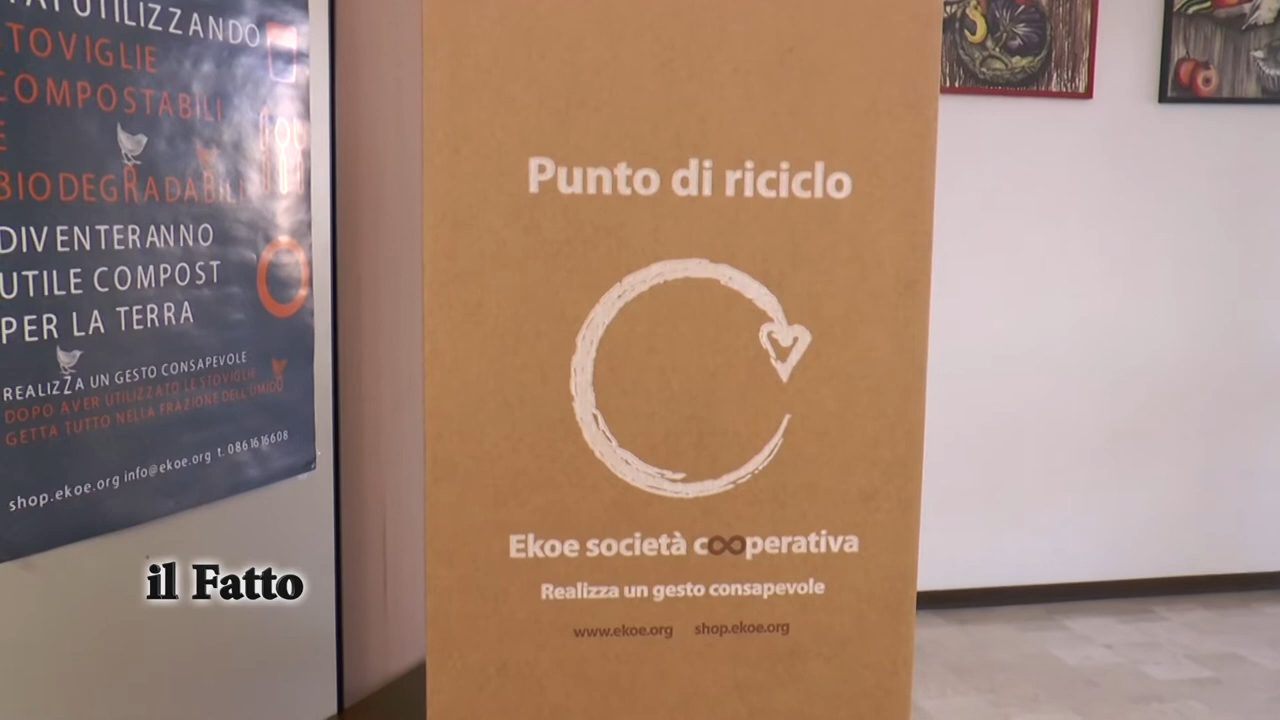 UTILIZZANDO
STOVIGLIE
COMPOSTABILI
E
BIODEGRADABILI
DIVENTERANNO
UTILE COMPOST
PER LA TERRA
REALIZZA UN GESTO CONSAPEVOLE
DOPO AVER UTILIZZATO LE STOVIGLIE
GETTA TUTTO NELLA FRAZIONE DELL'UMIDO
shop.ekoe.org info@ekoe.org t. 0861616608
Punto di riciclo
Ekoe società cooperativa
Realizza un gesto consapevole
www.ekoe.org shop.ekoe.org
il Fatto